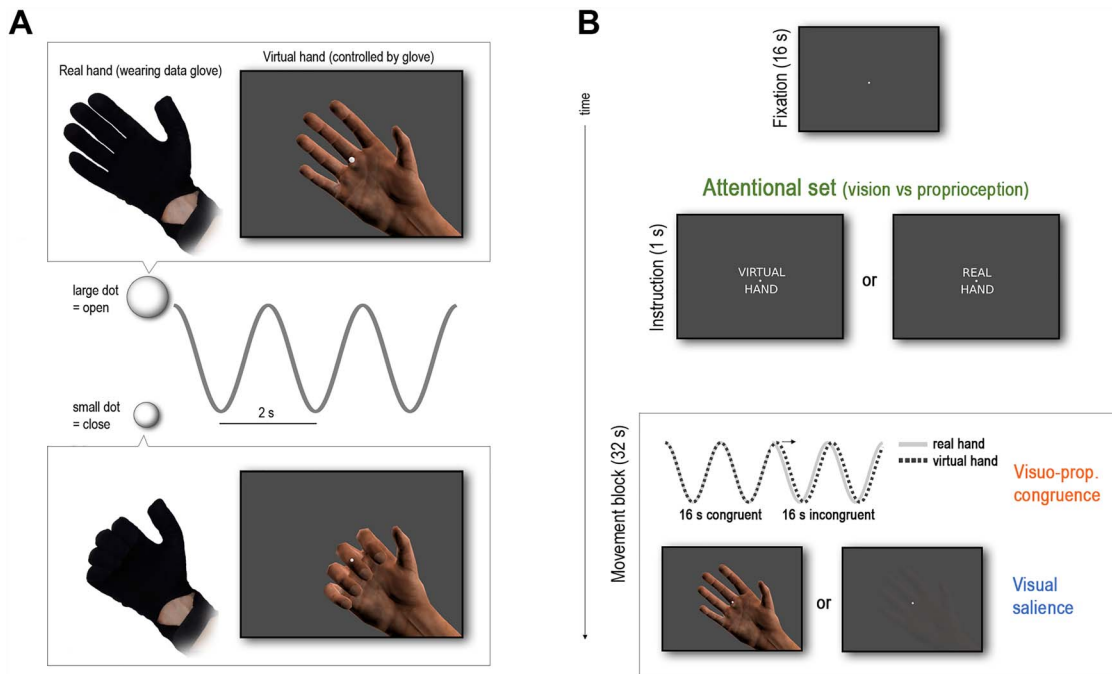 A
Real hand (wearing data glove)
Virtual hand (controlled by glove)
large dot
= open
small dot
= close
2 s
B
time
Fixation (16 s)
Attentional set (vision vs proprioception)
Instruction (1 s)
VIRTUAL
HAND
or
REAL
HAND
Movement block (32 s)
real hand
virtual hand
16 s congruent
16 s incongruent
Visuo-prop.
congruence
or
Visual
salience